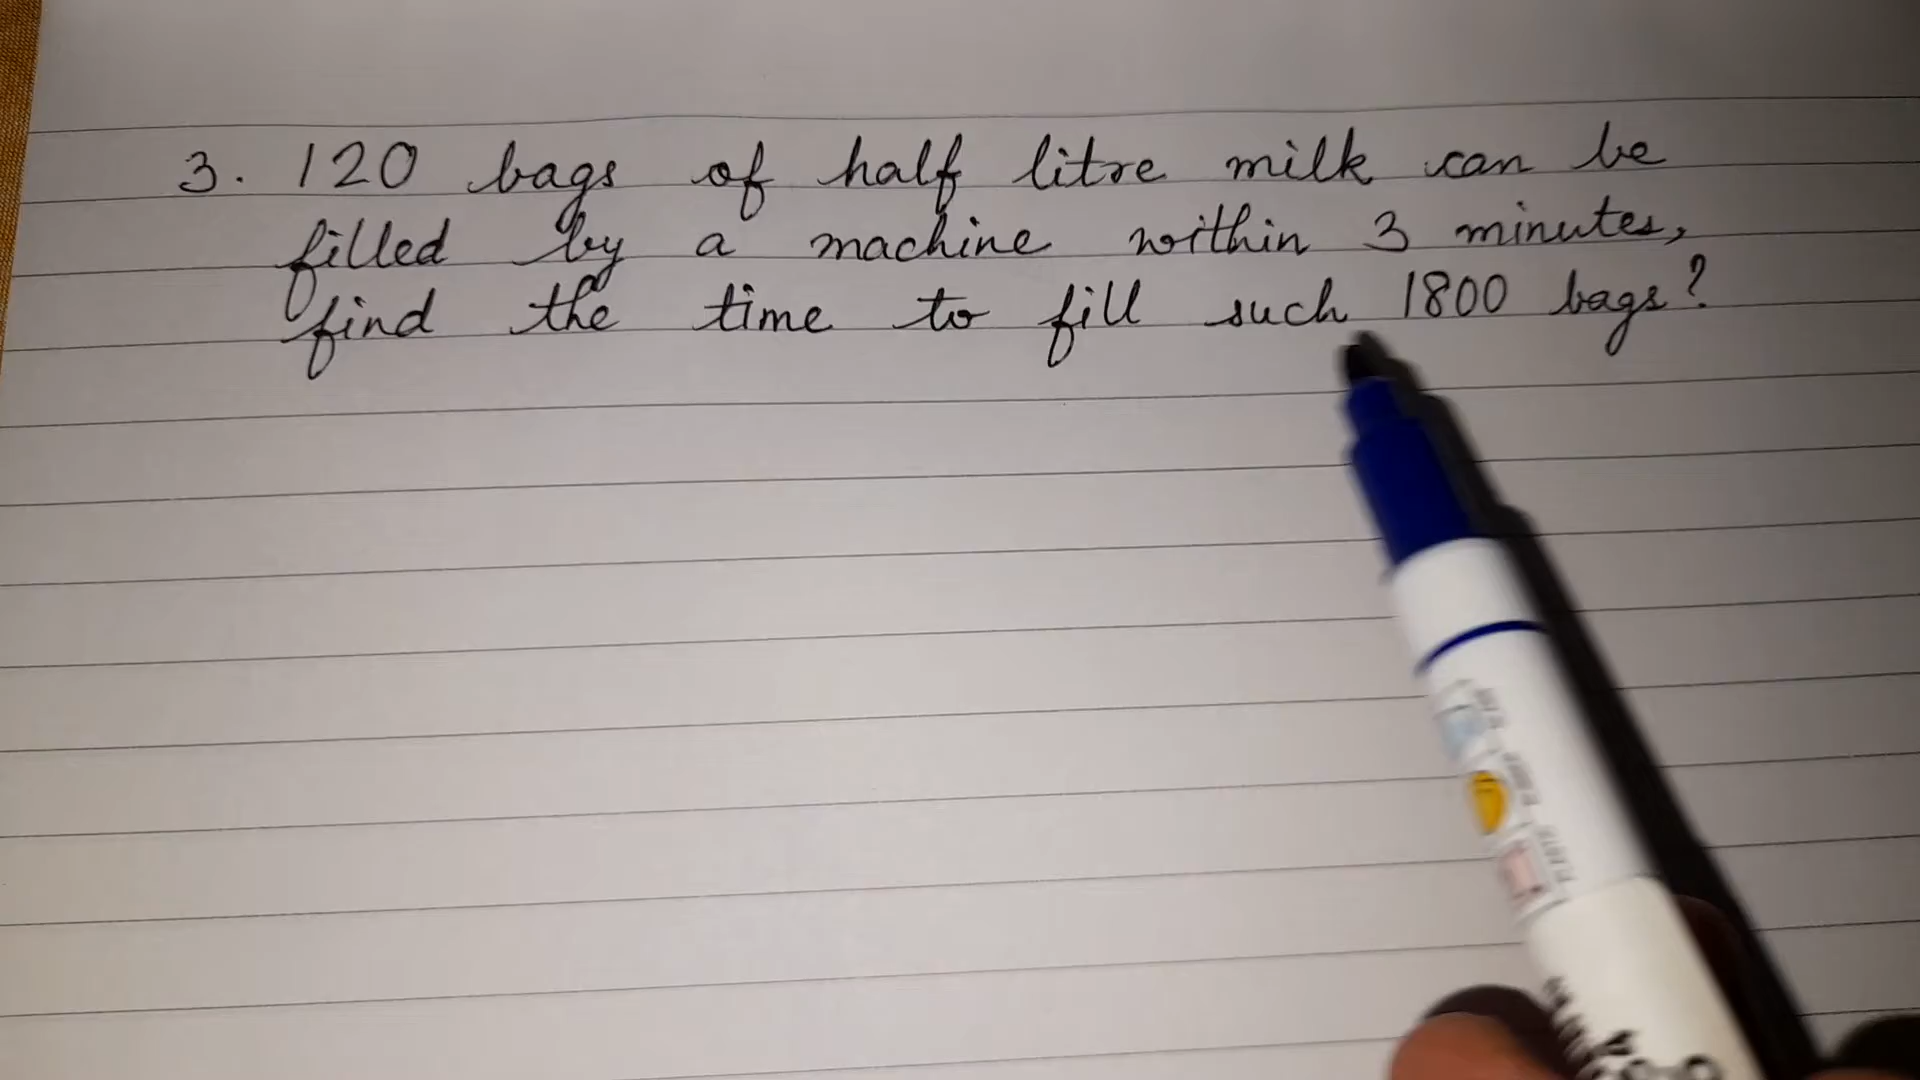 3. 120 bags of half litre milk can be
filled by a machine within 3 minutes,
find the time to fill such 1800 bags?